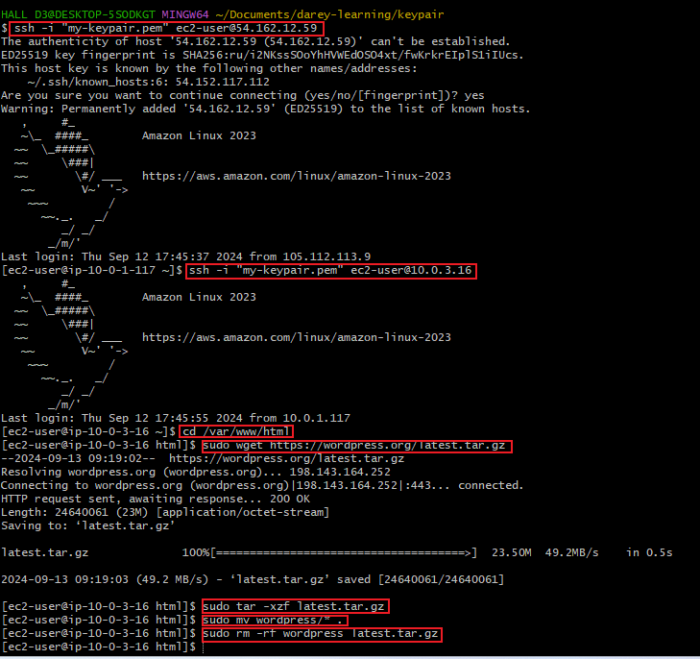 HALL D3@DESKTOP-5SODKGT MINGW64 ~/Documents/darey-learning/keypair
$ ssh -i "my-keypair.pem" ec2-user@54.162.12.59
The authenticity of host '54.162.12.59 (54.162.12.59)' can't be established.
ED25519 key fingerprint is SHA256:ru/i2NKssSOoYhHVWEdOSO4xt/fwKrkrEIplS1iIUcs.
This host key is known by the following other names/addresses:
    ~/.ssh/known_hosts:6: 54.152.117.112
Are you sure you want to continue connecting (yes/no/[fingerprint])? yes
Warning: Permanently added '54.162.12.59' (ED25519) to the list of known hosts.
   ,     #_
   ~\_  ####_        Amazon Linux 2023
  ~~  \_#####\
  ~~     \###|
  ~~       \#/ ___   https://aws.amazon.com/linux/amazon-linux-2023
   ~~       V~' '->
    ~~~         /
      ~~._.   _/
         _/ _/
       _/m/'
Last login: Thu Sep 12 17:45:37 2024 from 105.112.113.9
[ec2-user@ip-10-0-1-117 ~]$ ssh -i "my-keypair.pem" ec2-user@10.0.3.16
   ,     #_
   ~\_  ####_        Amazon Linux 2023
  ~~  \_#####\
  ~~     \###|
  ~~       \#/ ___   https://aws.amazon.com/linux/amazon-linux-2023
   ~~       V~' '->
    ~~~         /
      ~~._.   _/
         _/ _/
       _/m/'
Last login: Thu Sep 12 17:45:55 2024 from 10.0.1.117
[ec2-user@ip-10-0-3-16 ~]$ cd /var/www/html
[ec2-user@ip-10-0-3-16 html]$ sudo wget https://wordpress.org/latest.tar.gz
--2024-09-13 09:19:02--  https://wordpress.org/latest.tar.gz
Resolving wordpress.org (wordpress.org)... 198.143.164.252
Connecting to wordpress.org (wordpress.org)|198.143.164.252|:443... connected.
HTTP request sent, awaiting response... 200 OK
Length: 24640061 (23M) [application/octet-stream]
Saving to: ‘latest.tar.gz’
latest.tar.gz           100%[===================================>]  23.50M  49.2MB/s    in 0.5s
2024-09-13 09:19:03 (49.2 MB/s) - ‘latest.tar.gz’ saved [24640061/24640061]
[ec2-user@ip-10-0-3-16 html]$ sudo tar -xzf latest.tar.gz
[ec2-user@ip-10-0-3-16 html]$ sudo mv wordpress/* .
[ec2-user@ip-10-0-3-16 html]$ sudo rm -rf wordpress latest.tar.gz
[ec2-user@ip-10-0-3-16 html]$